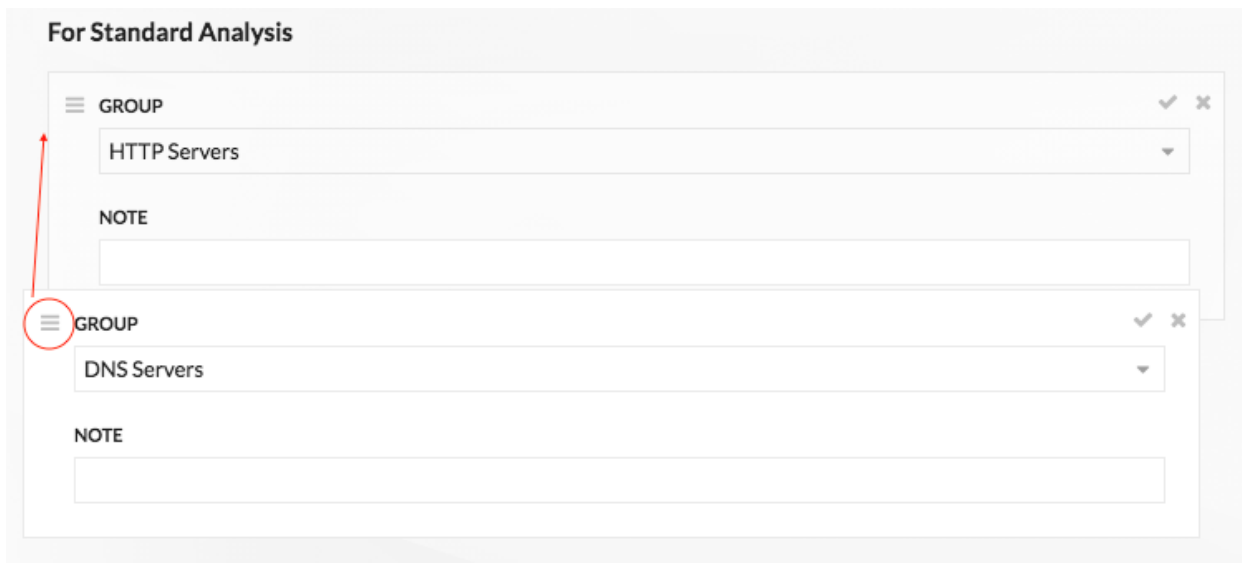 For Standard Analysis
GROUP
HTTP Servers
NOTE
GROUP
DNS Servers
NOTE